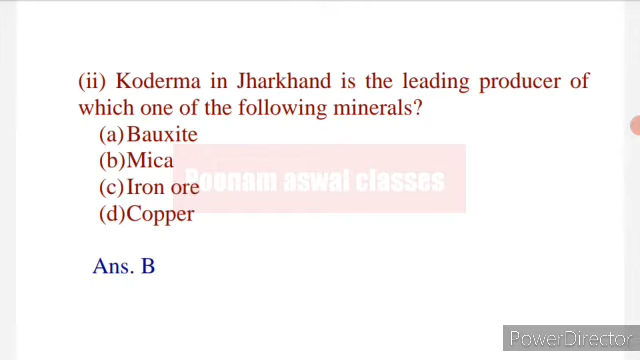 (ii) Koderma in Jharkhand is the leading producer of
which one of the following minerals?
(a)Bauxite
(b)Mica
Poonam aswal classes
(c)Iron ore
(d)Copper
Ans. B
PowerDirector